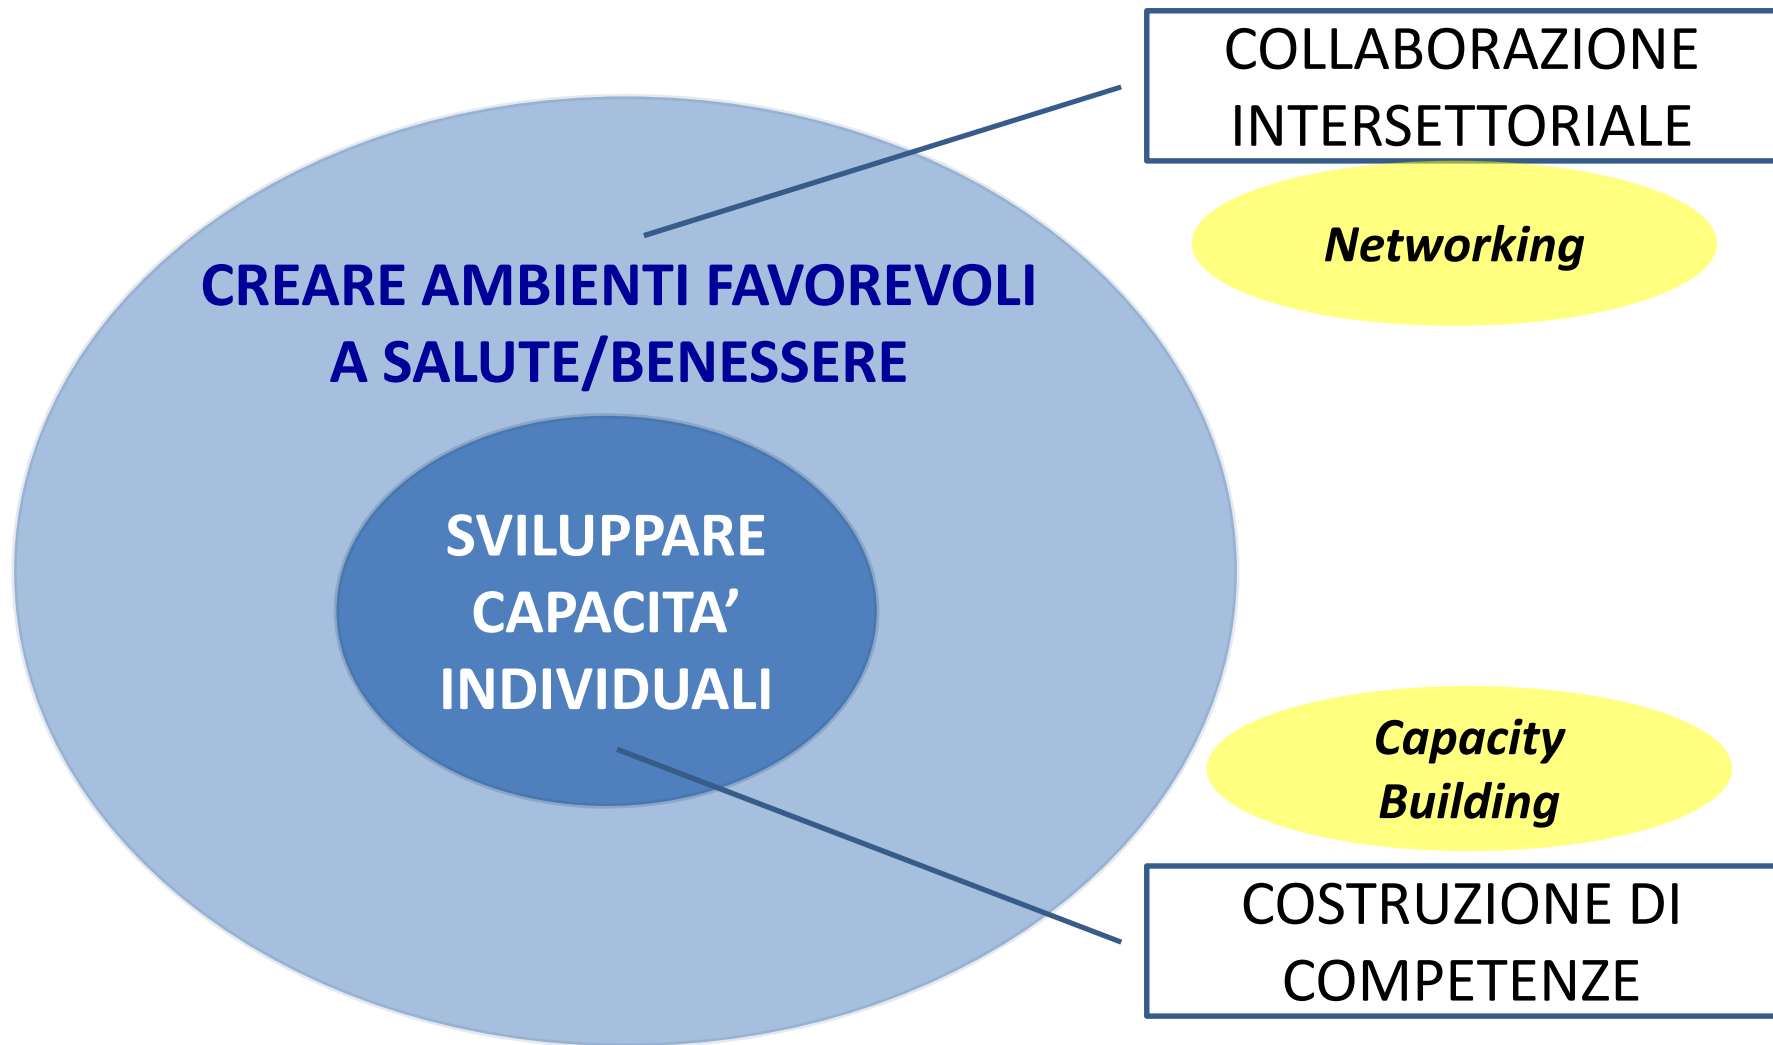 COLLABORAZIONE
INTERSETTORIALE
Networking
CREARE AMBIENTI FAVOREVOLI
A SALUTE/BENESSERE
SVILUPPARE
CAPACITA’
INDIVIDUALI
Capacity
Building
COSTRUZIONE DI
COMPETENZE